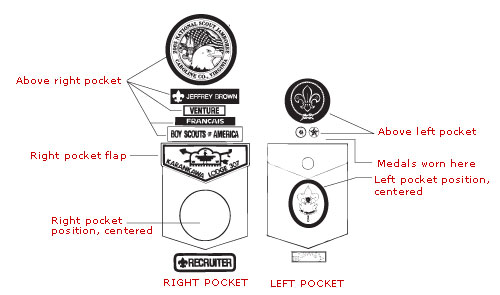 2005 NATIONAL SCOUT JAMBOREE
CAROLINE CO., VIRGINIA
Above right pocket
JEFFREY BROWN
VENTURE
FRANCAIS
BOY SCOUTS OF AMERICA
Above left pocket
Right pocket flap
KARANKAWA LODGE 307
Medals worn here
Left pocket position,
centered
Right pocket
position, centered
RECRUITER
RIGHT POCKET
LEFT POCKET